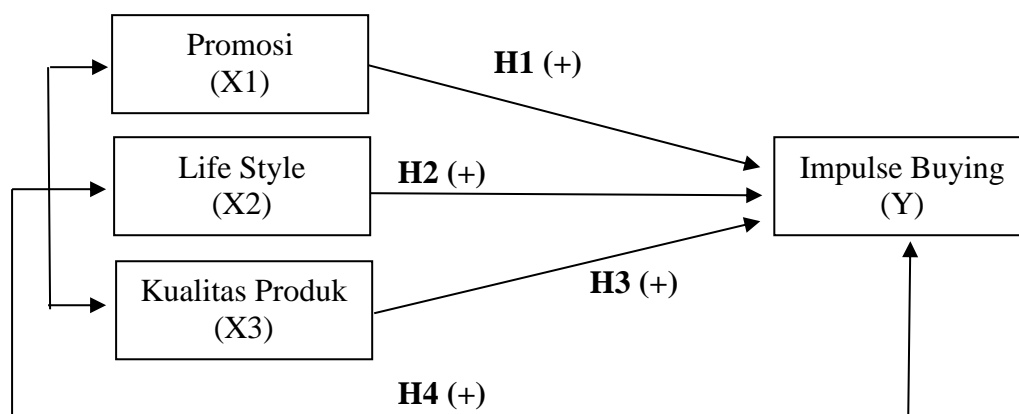 Promosi
(X1)
H1 (+)
Life Style
(X2)
H2 (+)
Impulse Buying
(Y)
Kualitas Produk
(X3)
H3 (+)
H4 (+)